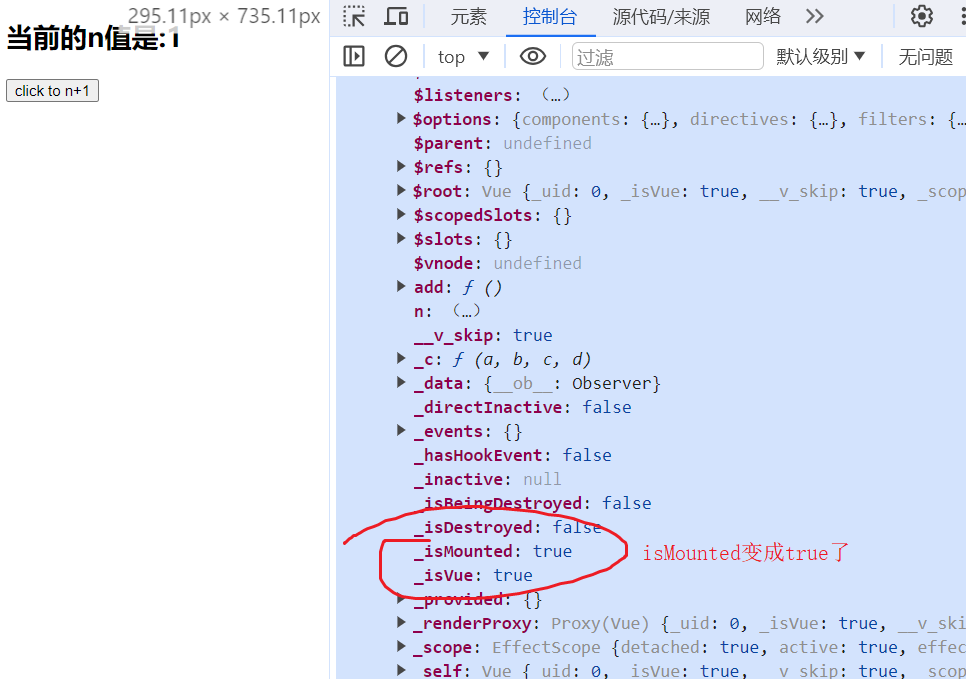 295.11px × 735.11px
当前的n值是:1
click to n+1
元素 控制台 源代码/来源 网络
top 过滤 默认级别 无问题
$listeners: (…)
$options: {components: {…}, directives: {…}, filters: {…
$parent: undefined
$refs: {}
$root: Vue {_uid: 0, _isVue: true, __v_skip: true, _scop
$scopedSlots: {}
$slots: {}
$vnode: undefined
add: ƒ ()
n: (…)
__v_skip: true
_c: ƒ (a, b, c, d)
_data: {__ob__: Observer}
_directInactive: false
_events: {}
_hasHookEvent: false
_inactive: null
_isBeingDestroyed: false
_isDestroyed: false
_isMounted: true isMounted变成true了
_isVue: true
_provided: {}
_renderProxy: Proxy(Vue) {_uid: 0, _isVue: true, __v_ski
_scope: EffectScope {detached: true, active: true, effec
_self: Vue {_uid: 0, _isVue: true, __v_skip: true, _scop